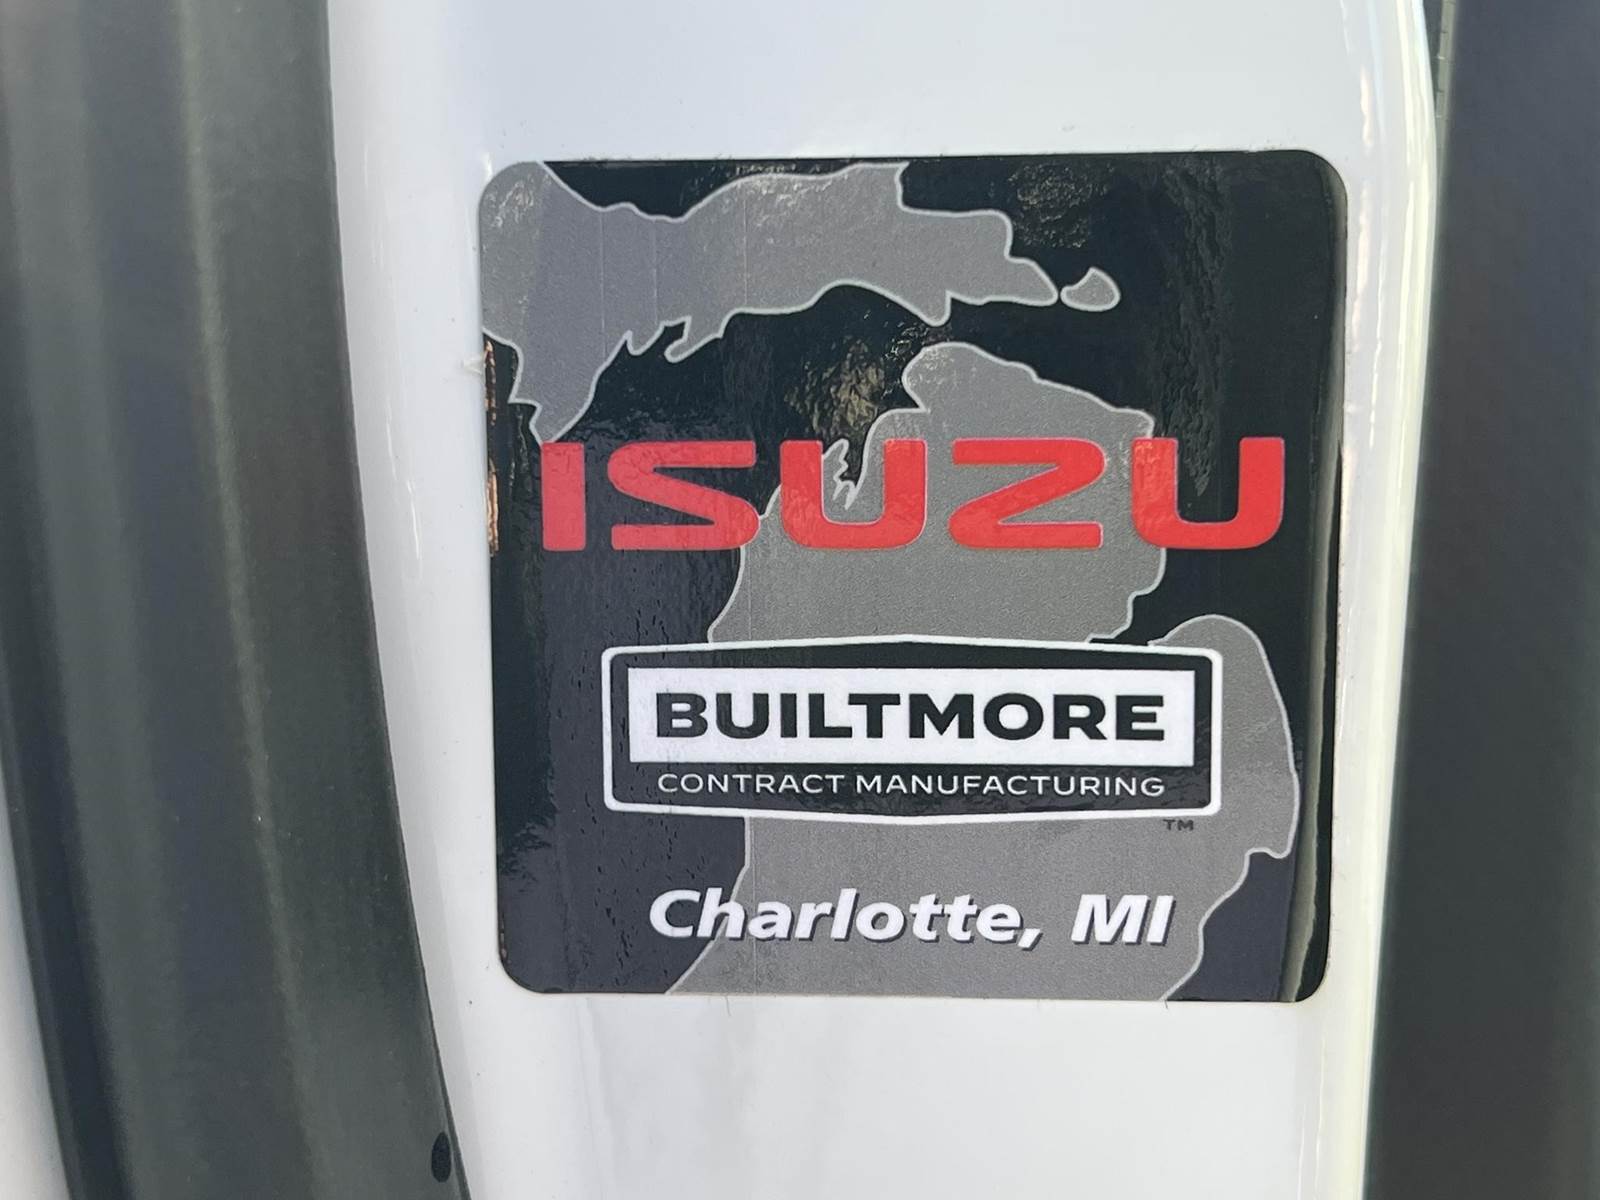 ISUZU
BUILTMORE
CONTRACT MANUFACTURING
TM
Charlotte, MI